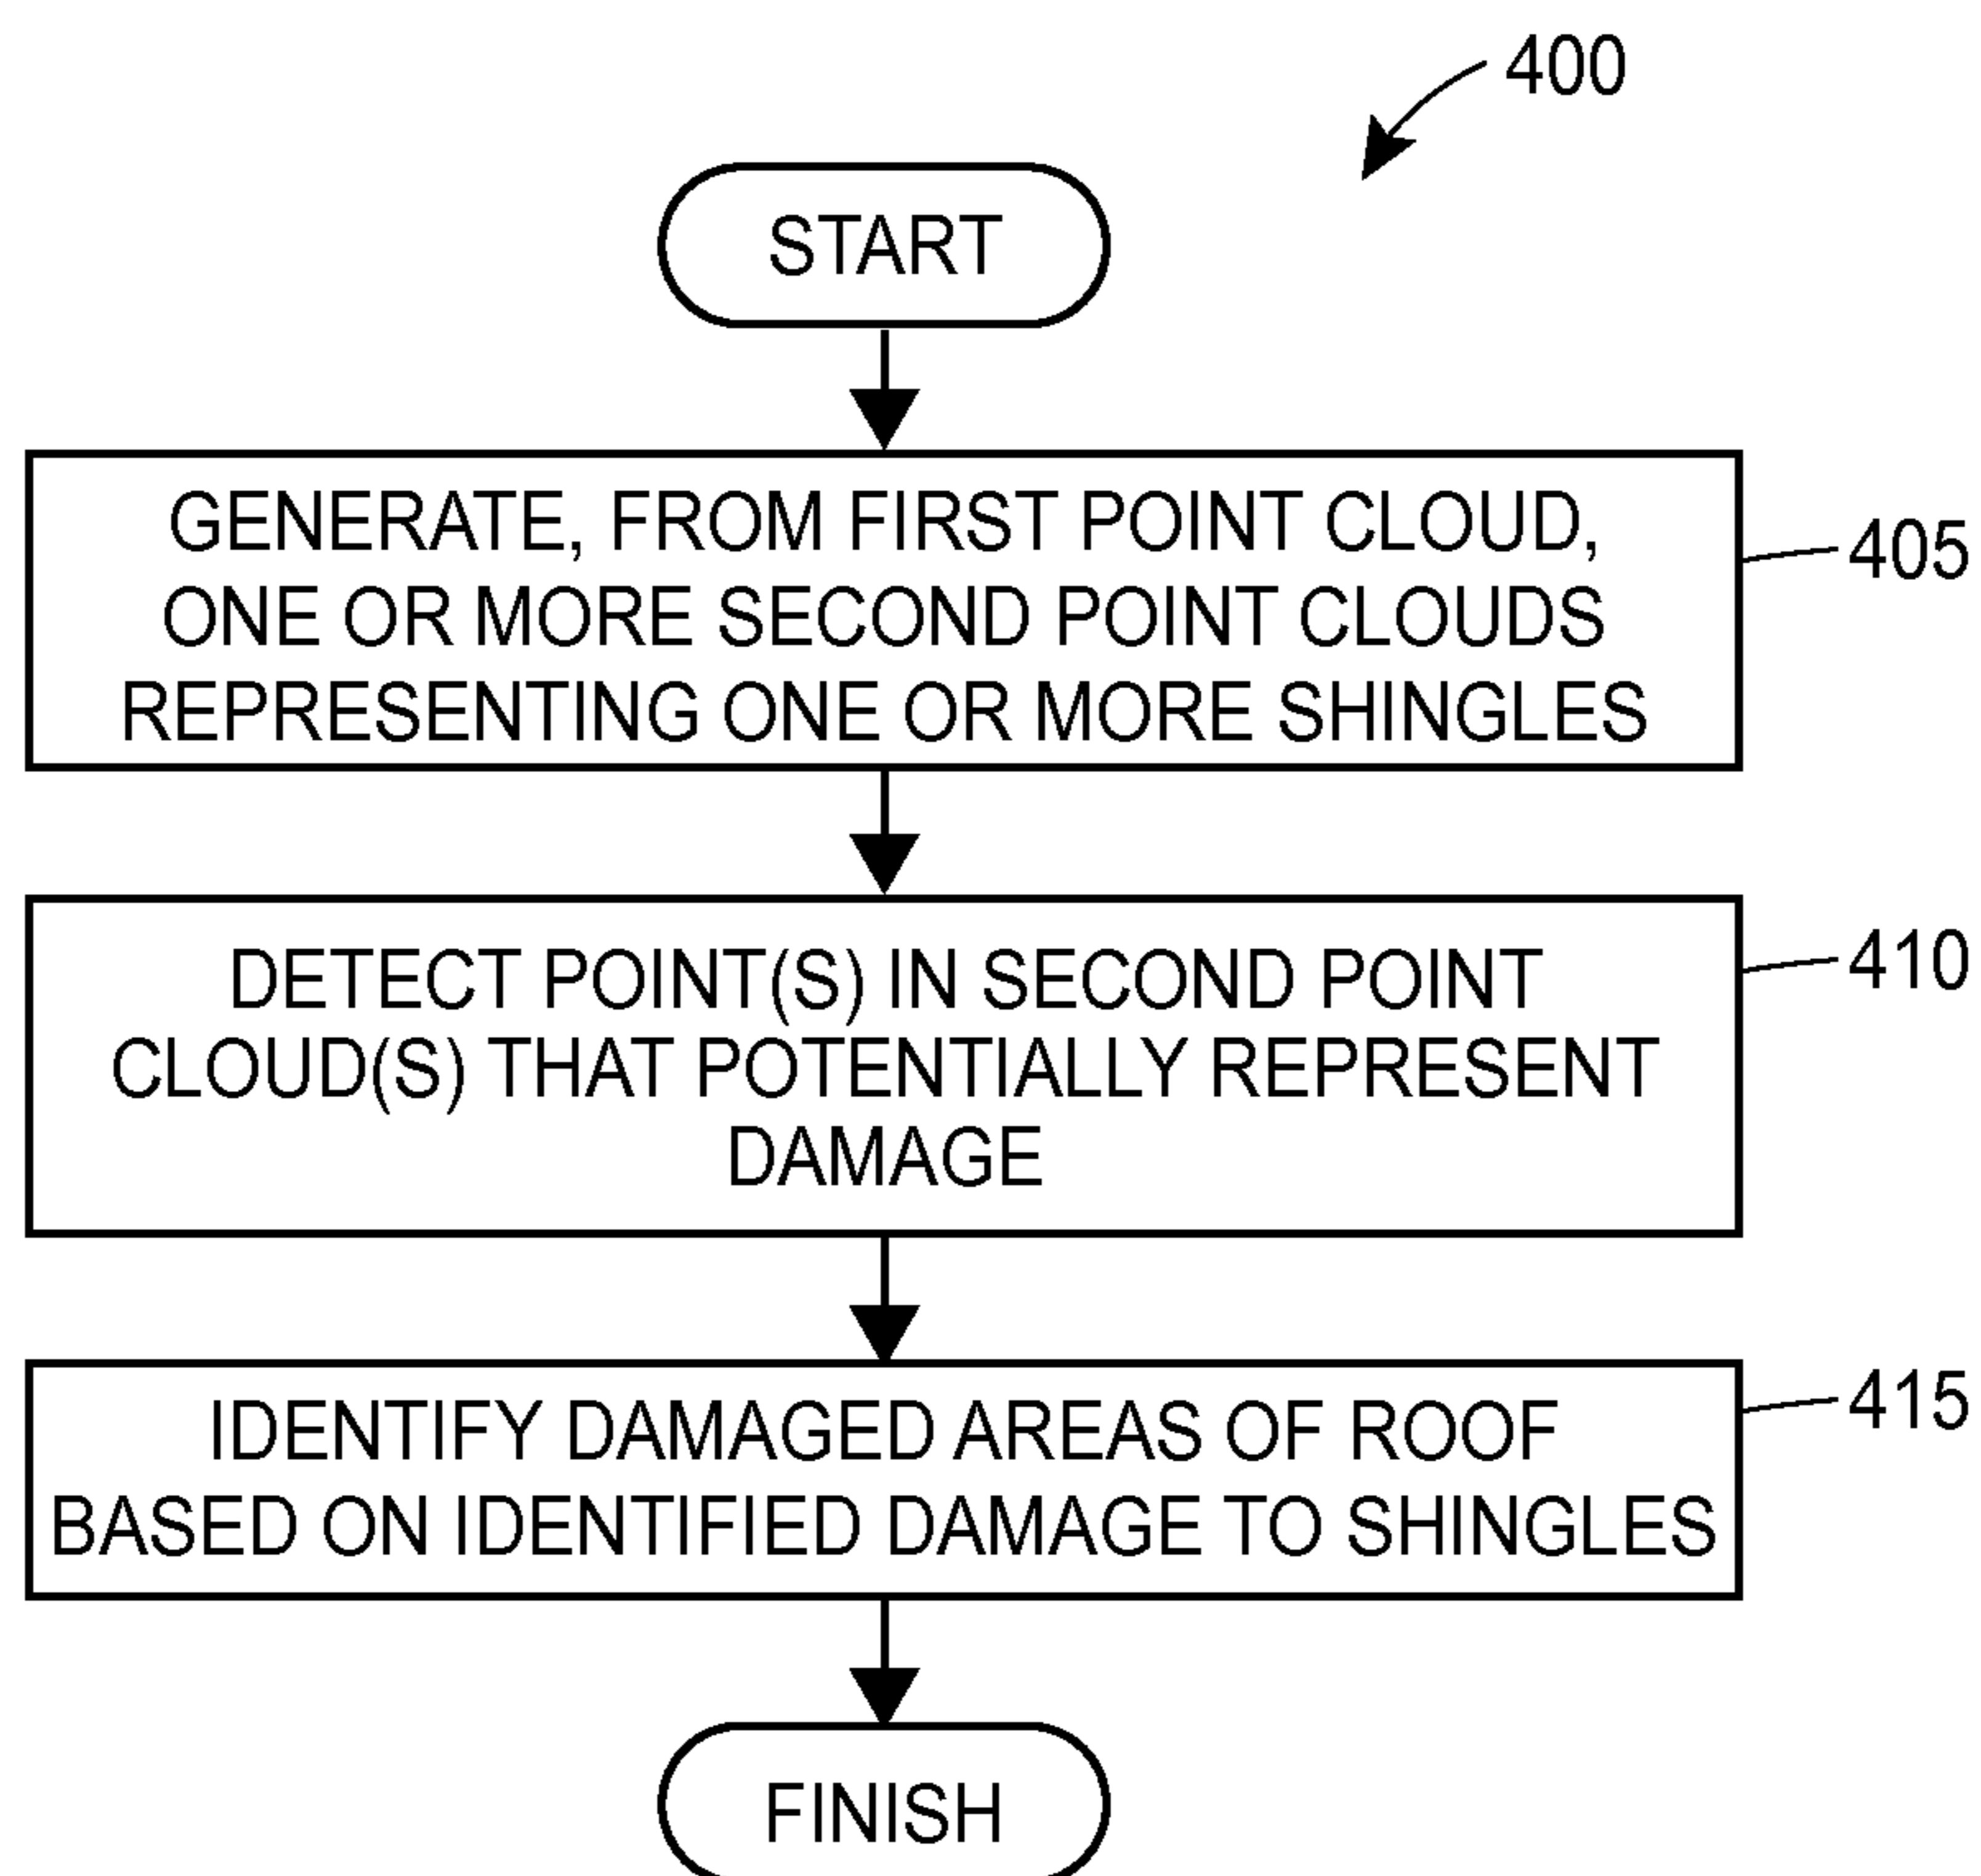 400
START
GENERATE, FROM FIRST POINT CLOUD,
ONE OR MORE SECOND POINT CLOUDS
REPRESENTING ONE OR MORE SHINGLES
405
DETECT POINT(S) IN SECOND POINT
CLOUD(S) THAT POTENTIALLY REPRESENT
DAMAGE
410
IDENTIFY DAMAGED AREAS OF ROOF
BASED ON IDENTIFIED DAMAGE TO SHINGLES
415
FINISH